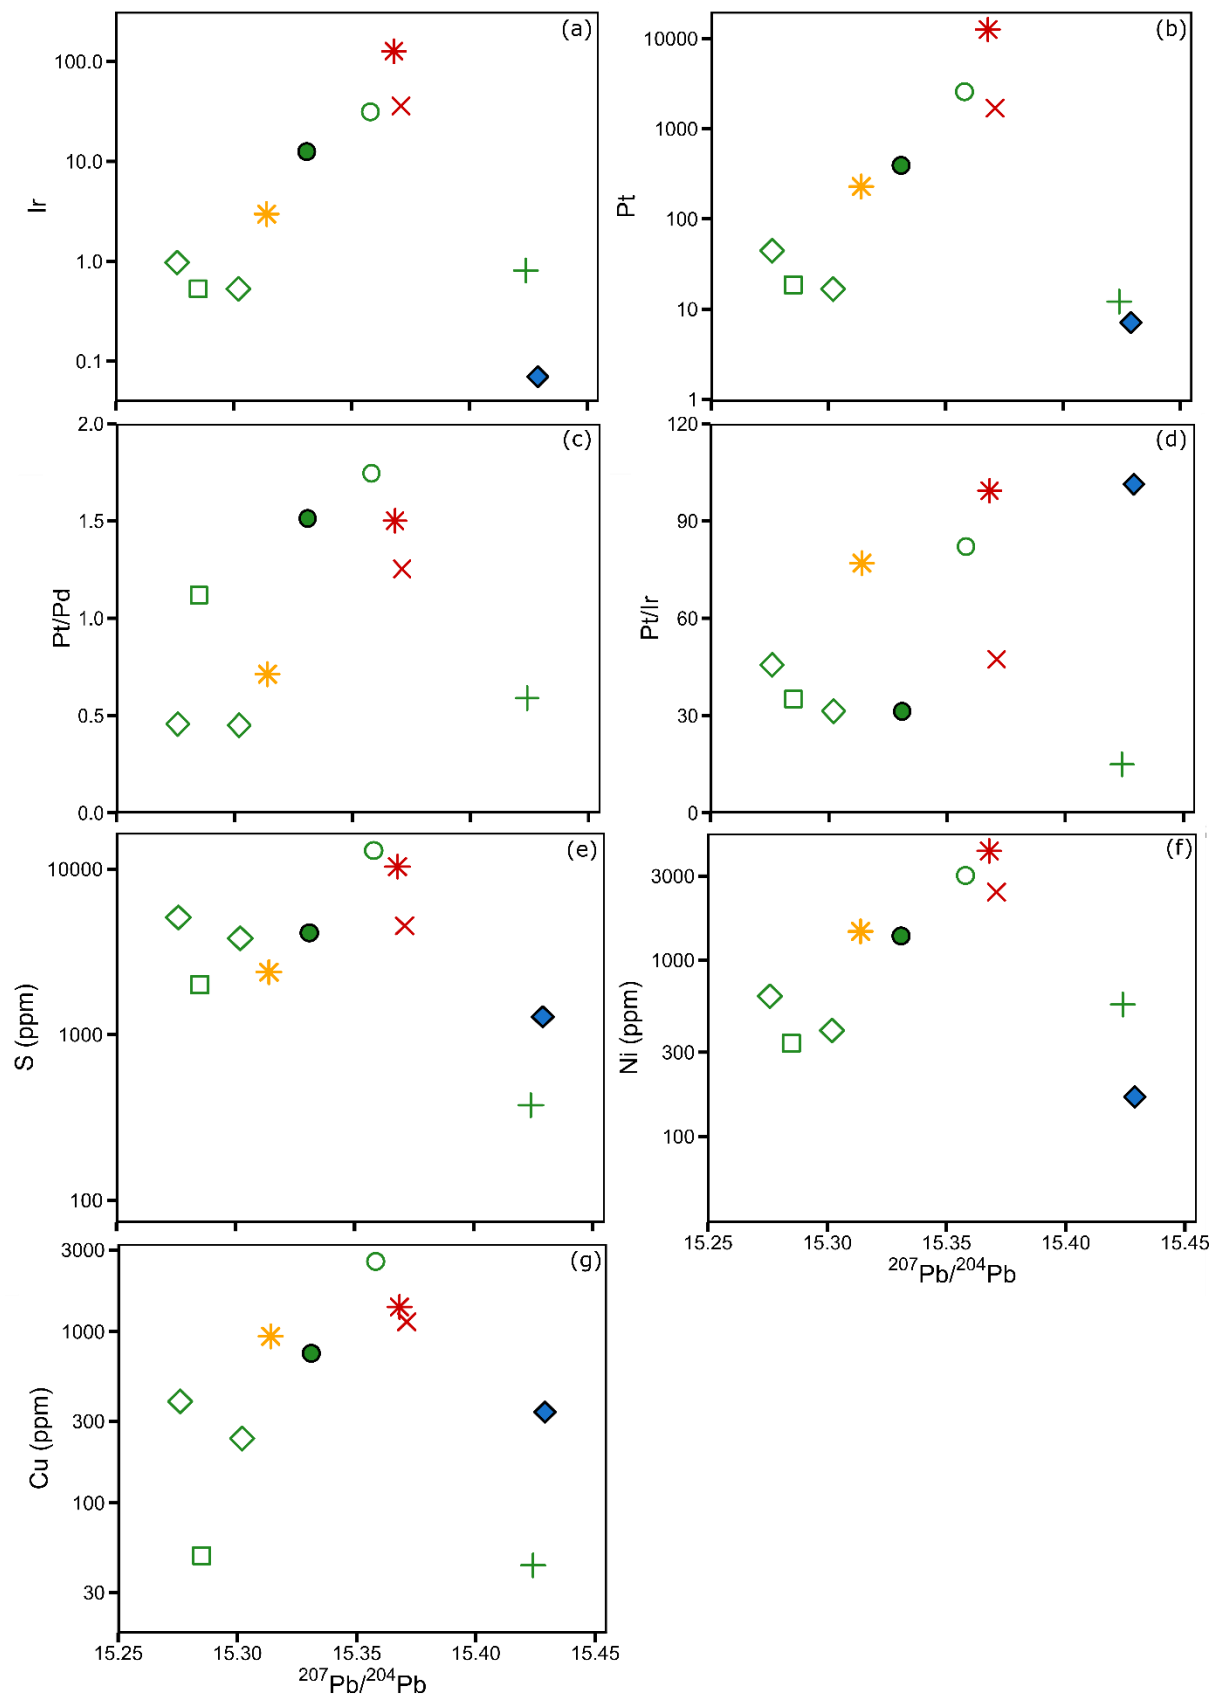 (a)
100.0
10.0
1.0
0.1
Ir
(b)
10000
1000
100
10
1
Pt
(c)
2.0
1.5
1.0
0.5
0.0
Pt/Pd
(d)
120
90
60
30
0
Pt/Ir
(e)
10000
1000
100
S (ppm)
(f)
3000
1000
300
100
Ni (ppm)
15.25 15.30 15.35 15.40 15.45
²⁰⁷Pb/²⁰⁴Pb
(g)
3000
1000
300
100
30
Cu (ppm)
15.25 15.30 15.35 15.40 15.45
²⁰⁷Pb/²⁰⁴Pb